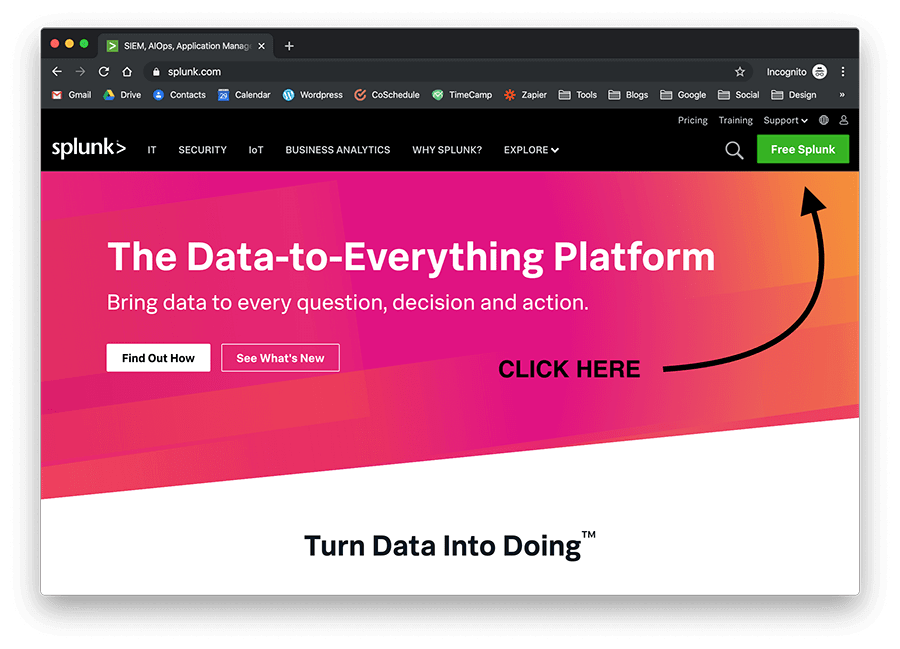 SIEM, AIOps, Application Manag
splunk.com
Incognito
Gmail Drive Contacts Calendar Wordpress CoSchedule TimeCamp Zapier Tools Blogs Google Social Design »
Pricing Training Support
splunk> IT SECURITY IoT BUSINESS ANALYTICS WHY SPLUNK? EXPLORE Free Splunk
The Data-to-Everything Platform
Bring data to every question, decision and action.
Find Out How See What's New
CLICK HERE
Turn Data Into Doing™